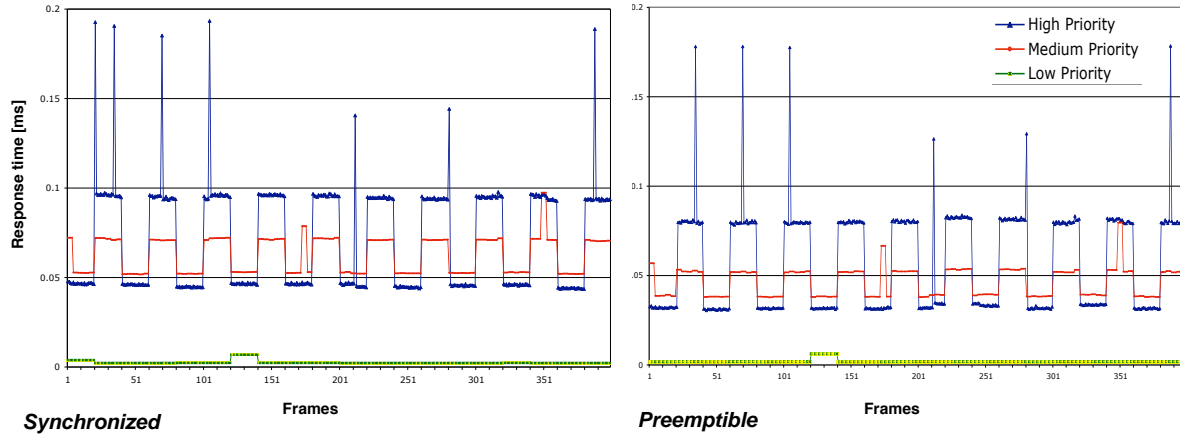 0.2
0.15
0.1
0.05
0
Response time [ms]
1 51 101 151 201 251 301 351
Frames
Synchronized
0.2
0.15
0.1
0.05
0
High Priority
Medium Priority
Low Priority
1 51 101 151 201 251 301 351
Frames
Preemptible